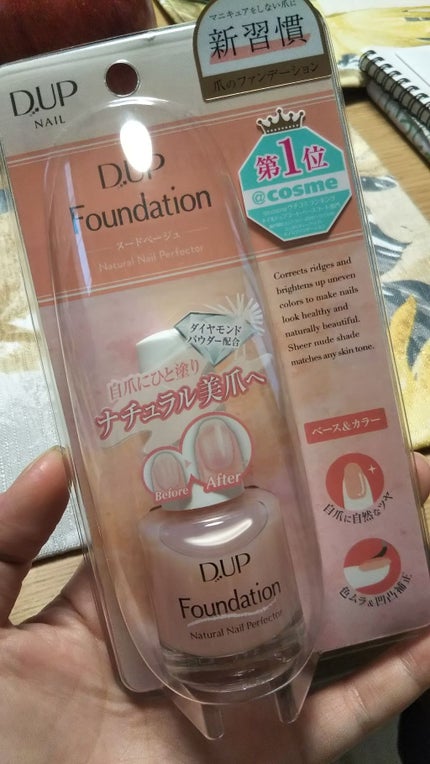 マニキュアをしない爪に
新習慣
爪のファンデーション
D.UP
NAIL
D.UP
Foundation
ヌードベージュ
Natural Nail Perfector
第1位
@cosme
Corrects ridges and
brightens up uneven
colors to make nails
look healthy and
naturally beautiful.
Sheer nude shade
matches any skin tone.
ダイヤモンド
パウダー配合
自爪にひと塗り
ナチュラル美爪へ
Before After
ベース&カラー
自爪に自然なツヤ
色ムラ&凹凸補正
D.UP
Foundation
Natural Nail Perfector